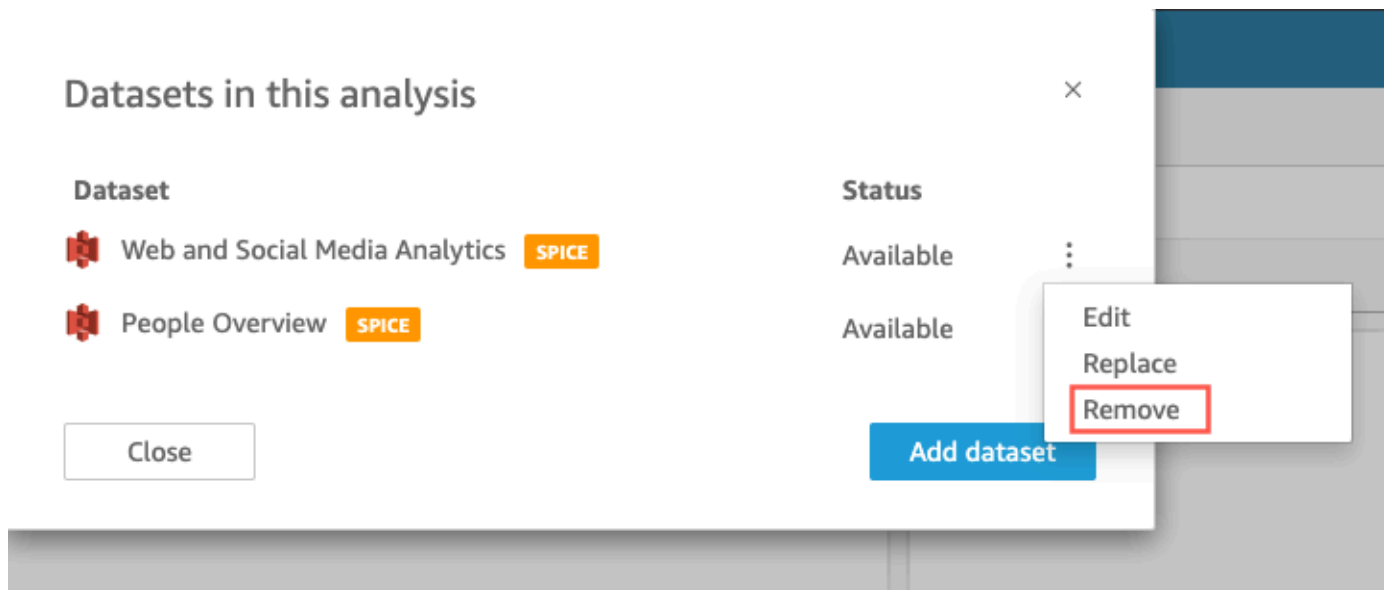 Datasets in this analysis
Dataset Status
Web and Social Media Analytics SPICE Available
People Overview SPICE Available
Edit
Replace
Remove
Close Add dataset